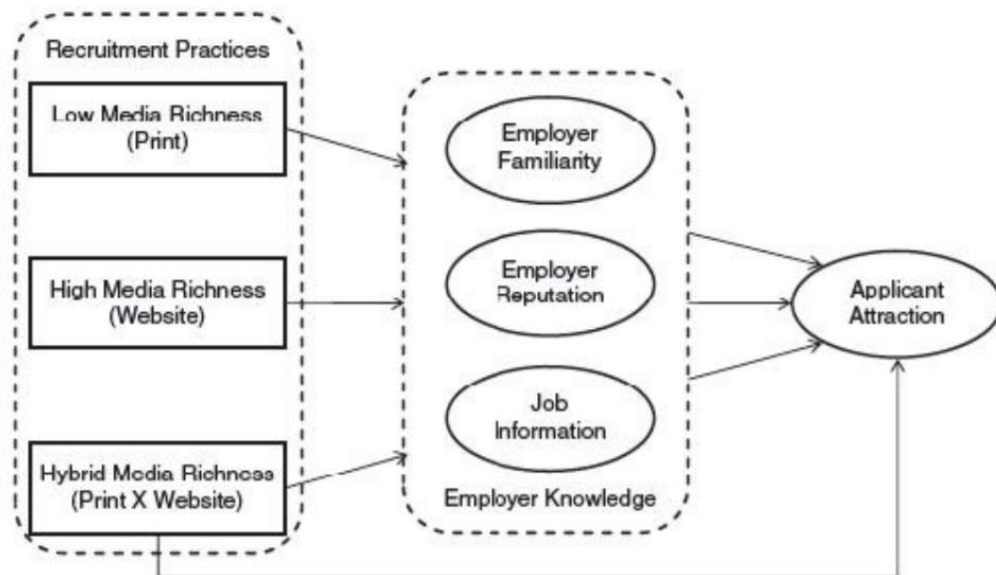 Recruitment Practices
Low Media Richness
(Print)
High Media Richness
(Website)
Hybrid Media Richness
(Print X Website)
Employer
Familiarity
Employer
Reputation
Job
Information
Employer Knowledge
Applicant
Attraction